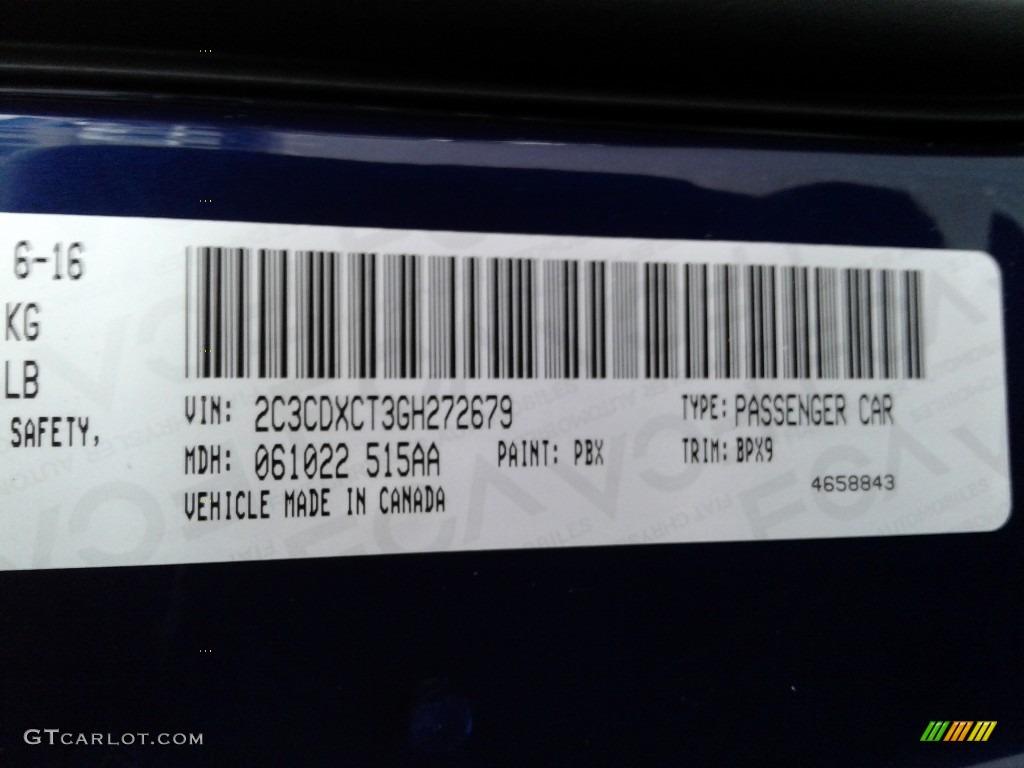 6-16
KG
LB
SAFETY,
VIN: 2C3CDXCT3GH272679 TYPE: PASSENGER CAR
MDH: 061022 515AA PAINT: PBX TRIM: BPX9
VEHICLE MADE IN CANADA 4658843
GTCARLOT.COM